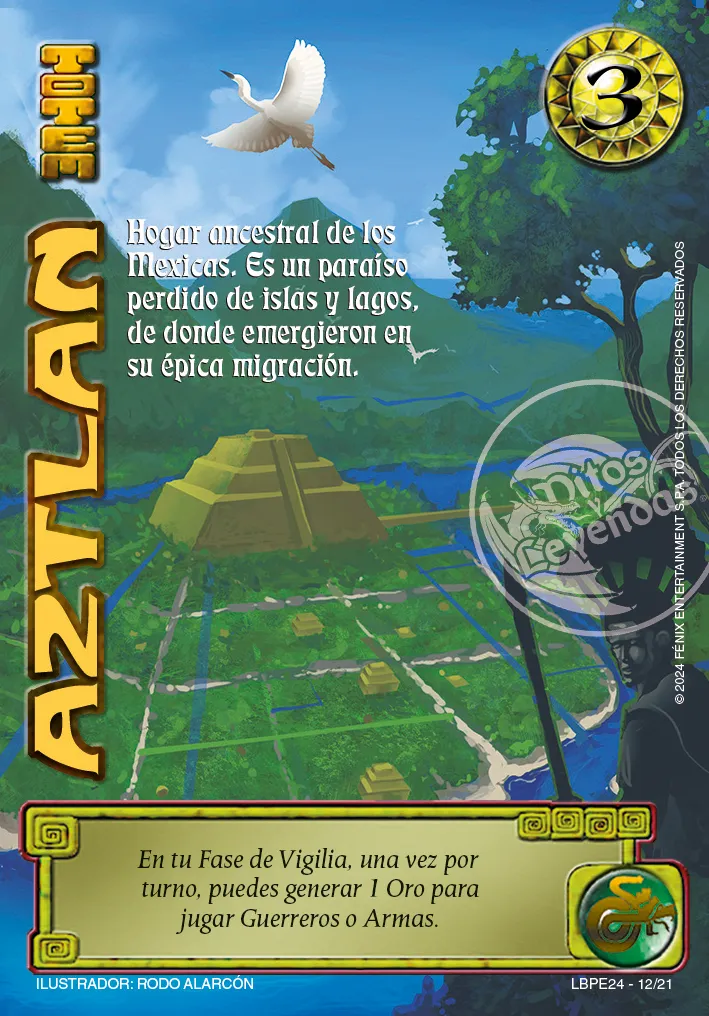 TOTEM
3
AZTLAN
Hogar ancestral de los
Mexicas. Es un paraíso
perdido de islas y lagos,
de donde emergieron en
su épica migración.
Mitos
y
Leyendas
© 2024 FÉNIX ENTERTAINMENT S.P.A. TODOS LOS DERECHOS RESERVADOS
En tu Fase de Vigilia, una vez por
turno, puedes generar 1 Oro para
jugar Guerreros o Armas.
ILUSTRADOR: RODO ALARCÓN
LBPE24 - 12/21